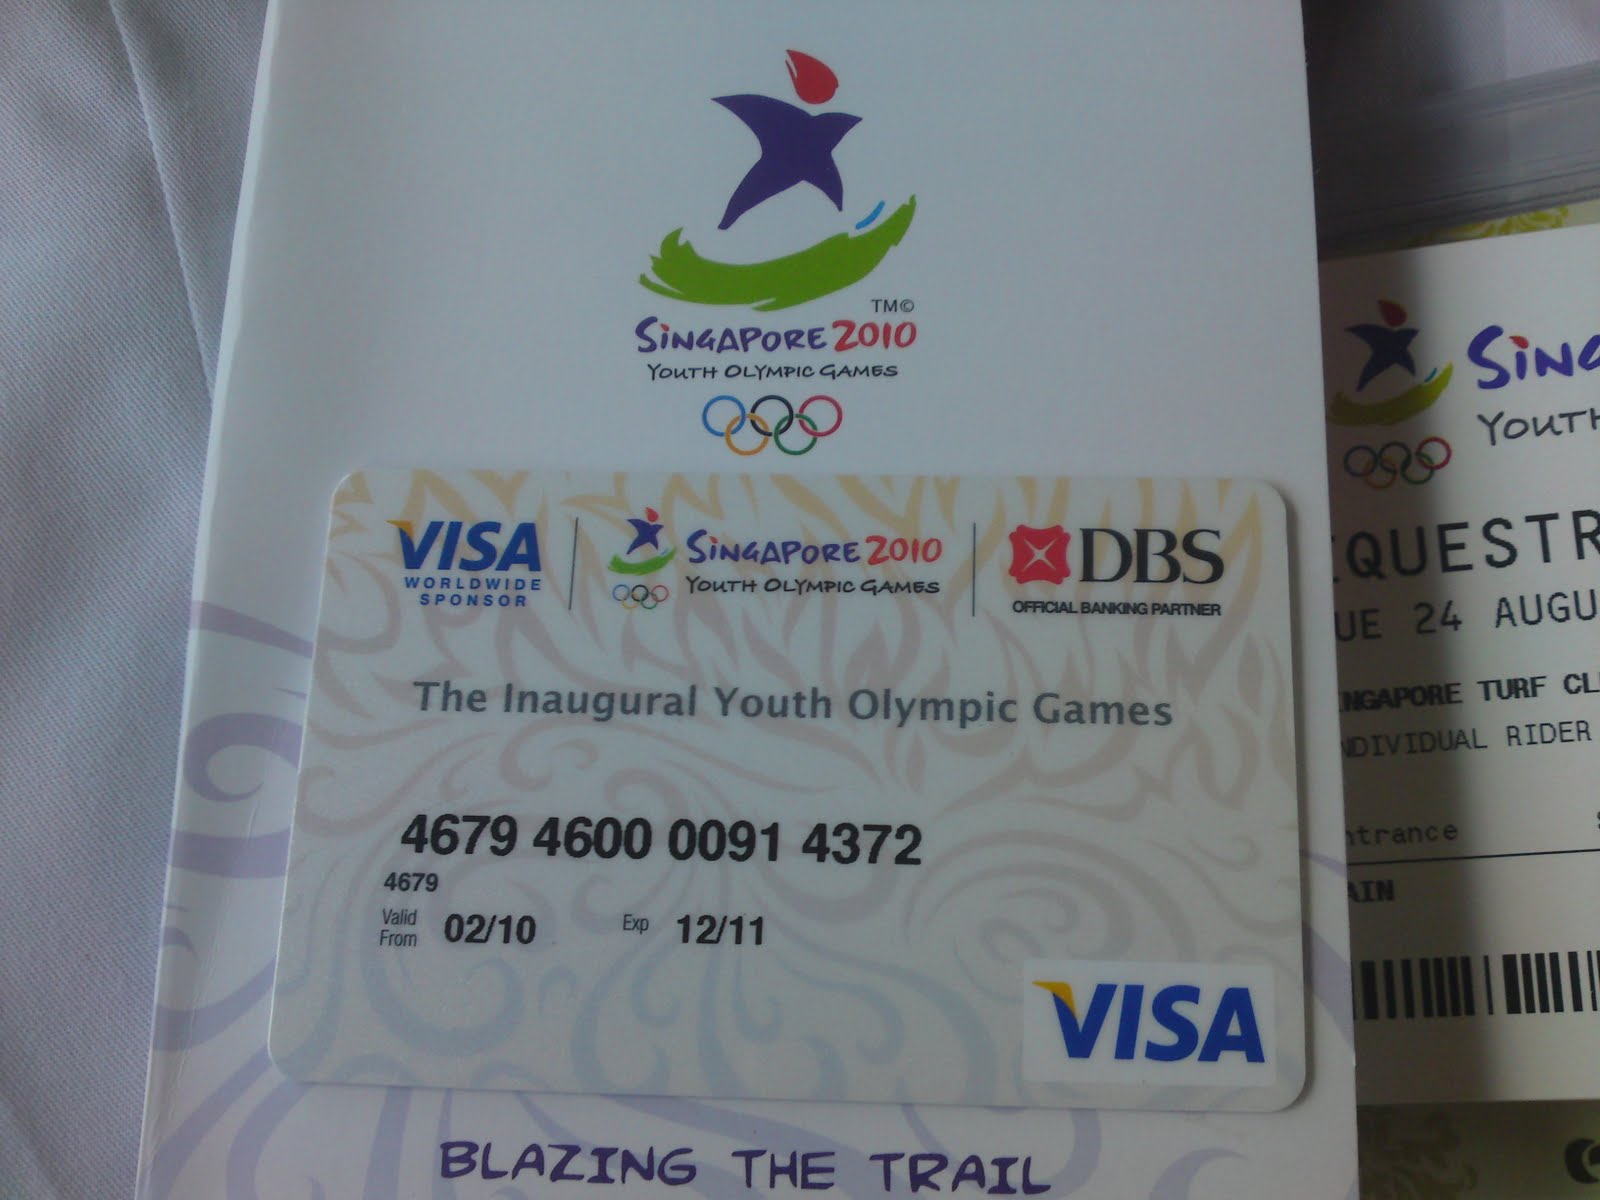 TM©
SINGAPORE 2010
YOUTH OLYMPIC GAMES
VISA
WORLDWIDE
SPONSOR
SINGAPORE 2010
YOUTH OLYMPIC GAMES
DBS
OFFICIAL BANKING PARTNER
The Inaugural Youth Olympic Games
4679 4600 0091 4372
4679
Valid From 02/10 Exp 12/11
VISA
BLAZING THE TRAIL
SING
YOUTH
EQUESTR
UE 24 AUGU
INGAPORE TURF CL
NDIVIDUAL RIDER
ntrance
AIN